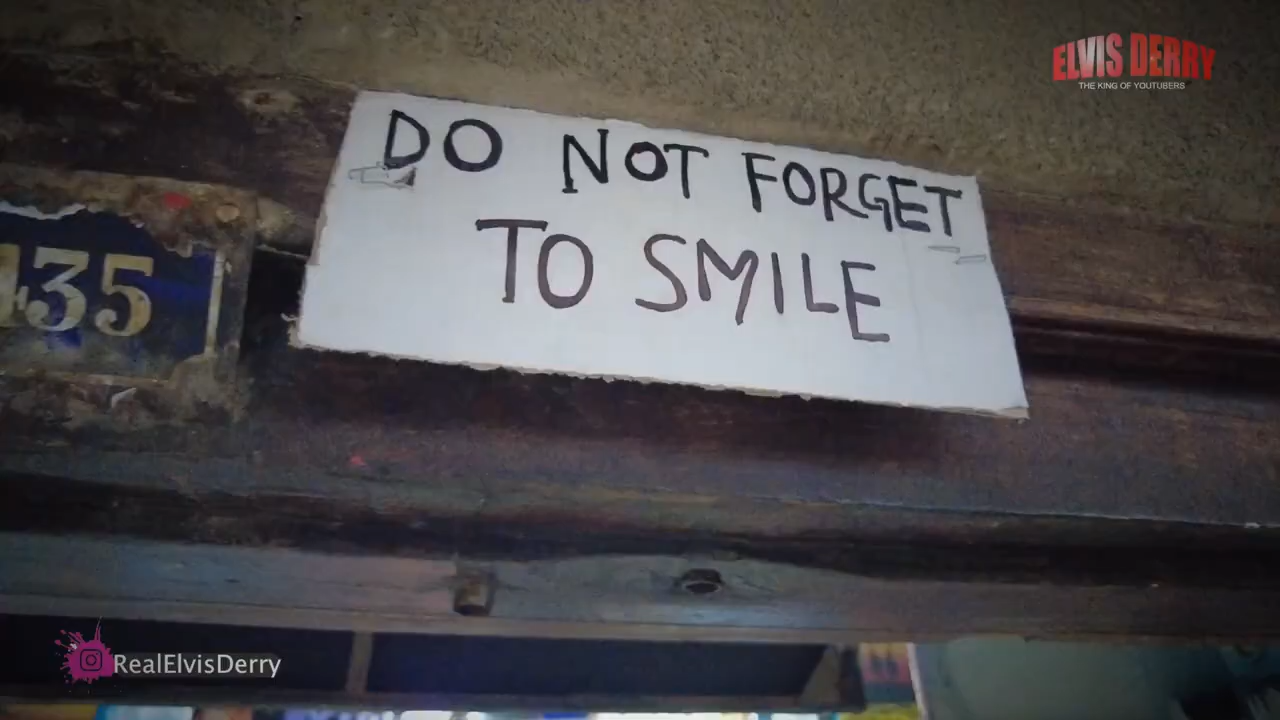 ELVIS DERRY
THE KING OF YOUTUBERS
DO NOT FORGET
TO SMILE
35
RealElvisDerry